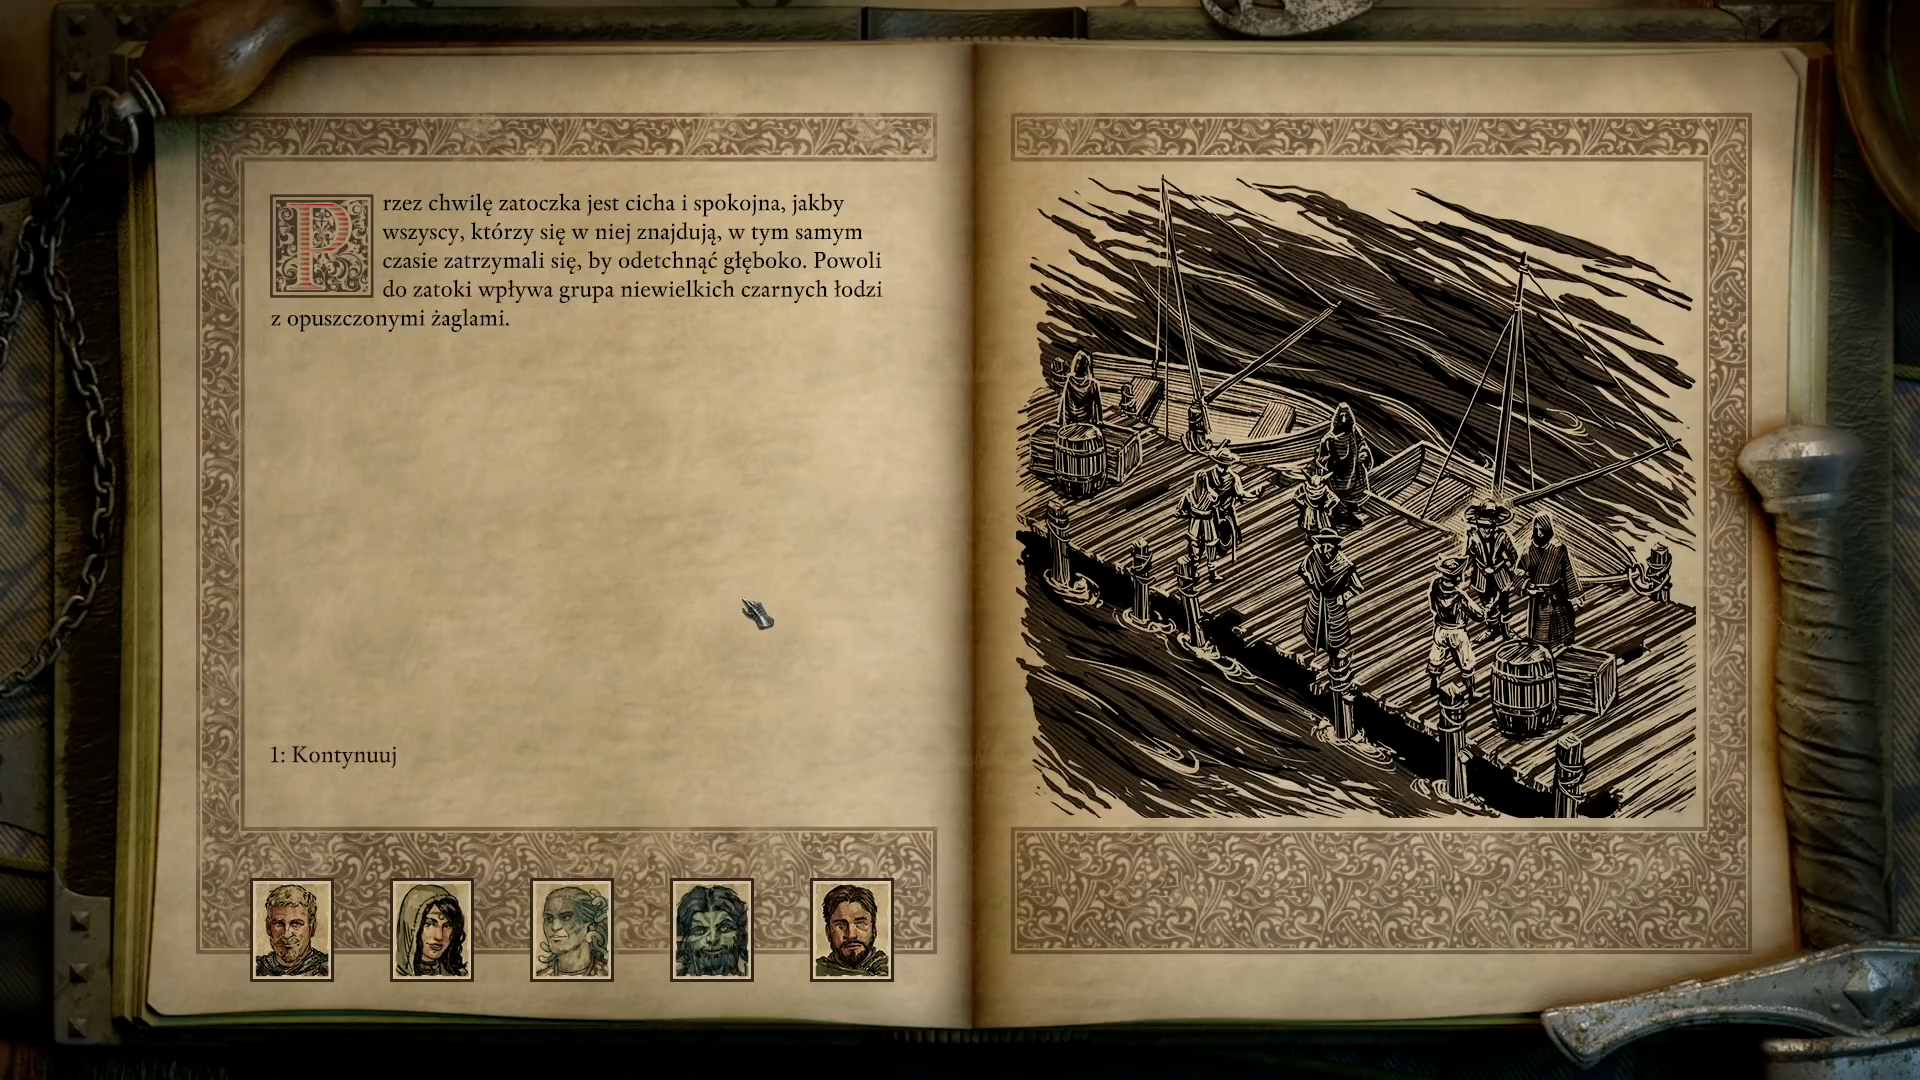 Przez chwilę zatoczka jest cicha i spokojna, jakby
wszyscy, którzy się w niej znajdują, w tym samym
czasie zatrzymali się, by odetchnąć głęboko. Powoli
do zatoki wpływa grupa niewielkich czarnych łodzi
z opuszczonymi żaglami.
1: Kontynuuj